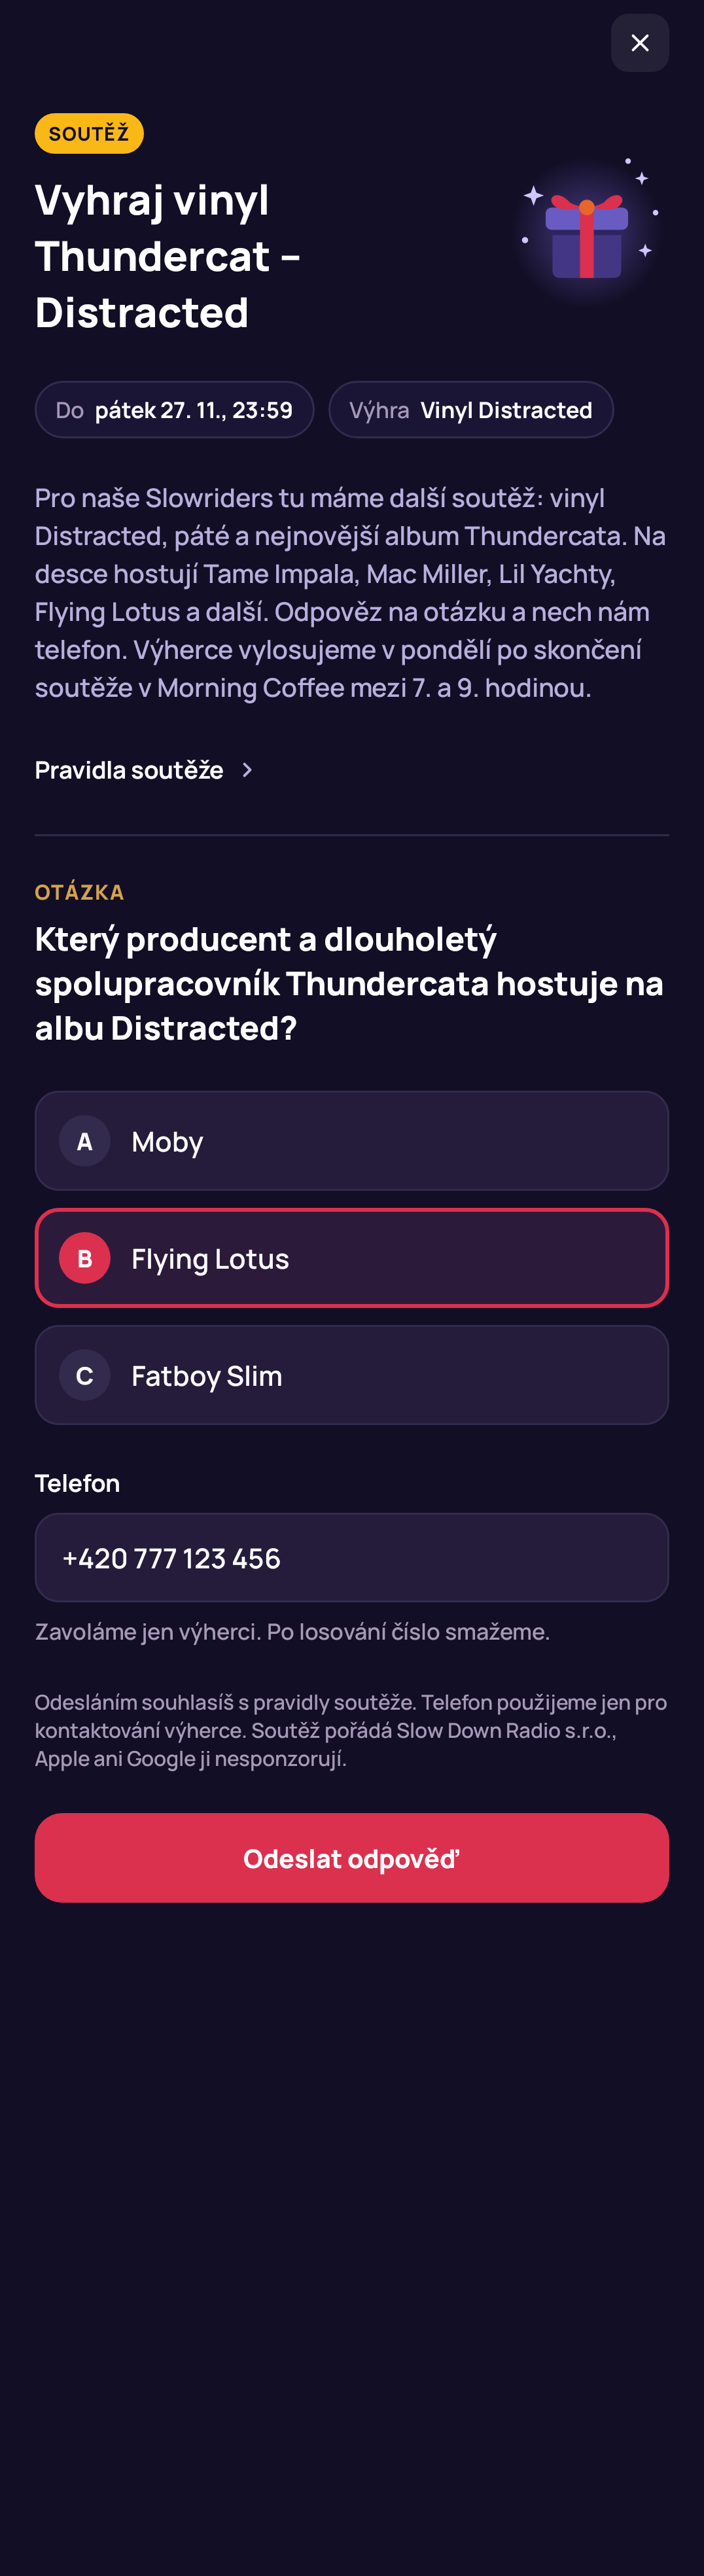 SOUTĚŽ
Vyhraj vinyl
Thundercat –
Distracted
Do pátek 27. 11., 23:59
Výhra Vinyl Distracted
Pro naše Slowriders tu máme další soutěž: vinyl
Distracted, páté a nejnovější album Thundercata. Na
desce hostují Tame Impala, Mac Miller, Lil Yachty,
Flying Lotus a další. Odpověz na otázku a nech nám
telefon. Výherce vylosujeme v pondělí po skončení
soutěže v Morning Coffee mezi 7. a 9. hodinou.
Pravidla soutěže
OTÁZKA
Který producent a dlouholetý
spolupracovník Thundercata hostuje na
albu Distracted?
A Moby
B Flying Lotus
C Fatboy Slim
Telefon
+420 777 123 456
Zavoláme jen výherci. Po losování číslo smažeme.
Odesláním souhlasíš s pravidly soutěže. Telefon použijeme jen pro
kontaktování výherce. Soutěž pořádá Slow Down Radio s.r.o.,
Apple ani Google ji nesponzorují.
Odeslat odpověď